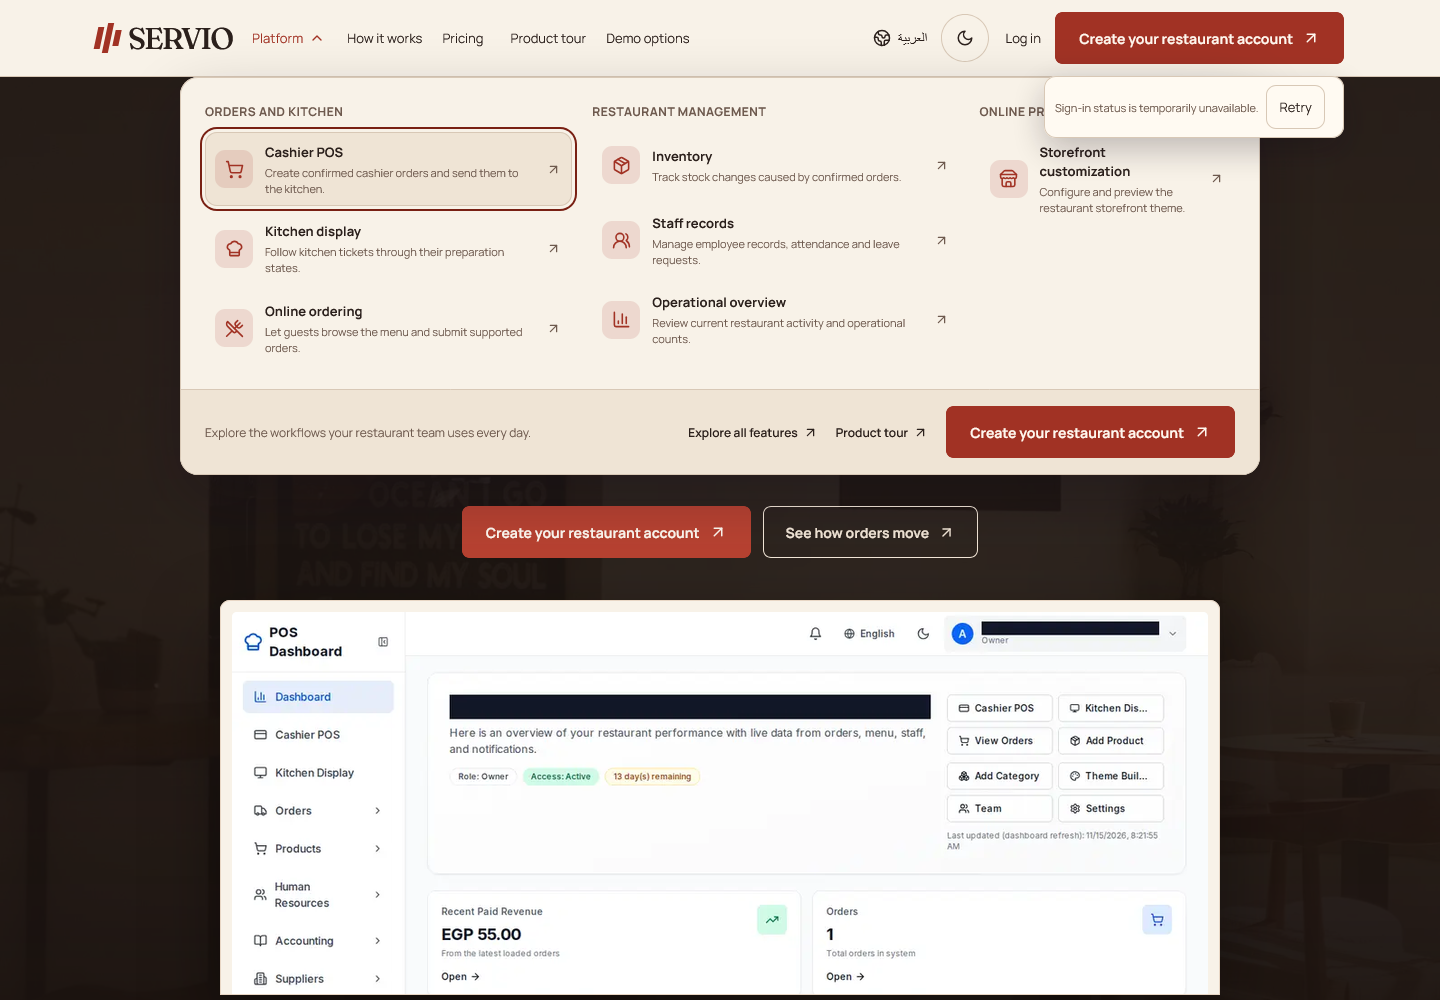 SERVIO
Platform
How it works
Pricing
Product tour
Demo options
العربية
Log in
Create your restaurant account
Sign-in status is temporarily unavailable.
Retry
ORDERS AND KITCHEN
Cashier POS
Create confirmed cashier orders and send them to
the kitchen.
Kitchen display
Follow kitchen tickets through their preparation
states.
Online ordering
Let guests browse the menu and submit supported
orders.
RESTAURANT MANAGEMENT
Inventory
Track stock changes caused by confirmed orders.
Staff records
Manage employee records, attendance and leave
requests.
Operational overview
Review current restaurant activity and operational
counts.
ONLINE PR
Storefront
customization
Configure and preview the
restaurant storefront theme.
Explore the workflows your restaurant team uses every day.
Explore all features
Product tour
Create your restaurant account
TO LOSE MY
AND FIND MY SOUL
Create your restaurant account
See how orders move
POS
Dashboard
English
A
Owner
Dashboard
Cashier POS
Kitchen Display
Orders
Products
Human
Resources
Accounting
Suppliers
Here is an overview of your restaurant performance with live data from orders, menu, staff,
and notifications.
Role: Owner
Access: Active
13 day(s) remaining
Cashier POS
Kitchen Dis...
View Orders
Add Product
Add Category
Theme Buil...
Team
Settings
Last updated (dashboard refresh): 11/15/2026, 8:21:55
AM
Recent Paid Revenue
EGP 55.00
From the latest loaded orders
Open →
Orders
1
Total orders in system
Open →